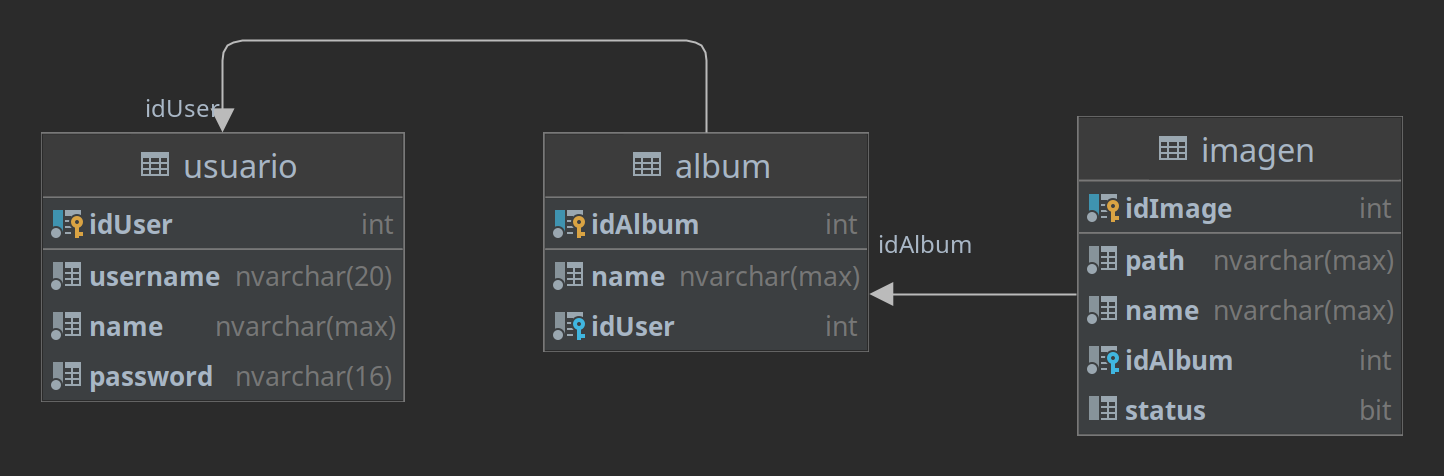 idUser
usuario
idUser int
username nvarchar(20)
name nvarchar(max)
password nvarchar(16)
album
idAlbum int
name nvarchar(max)
idUser int
idAlbum
imagen
idImage int
path nvarchar(max)
name nvarchar(max)
idAlbum int
status bit